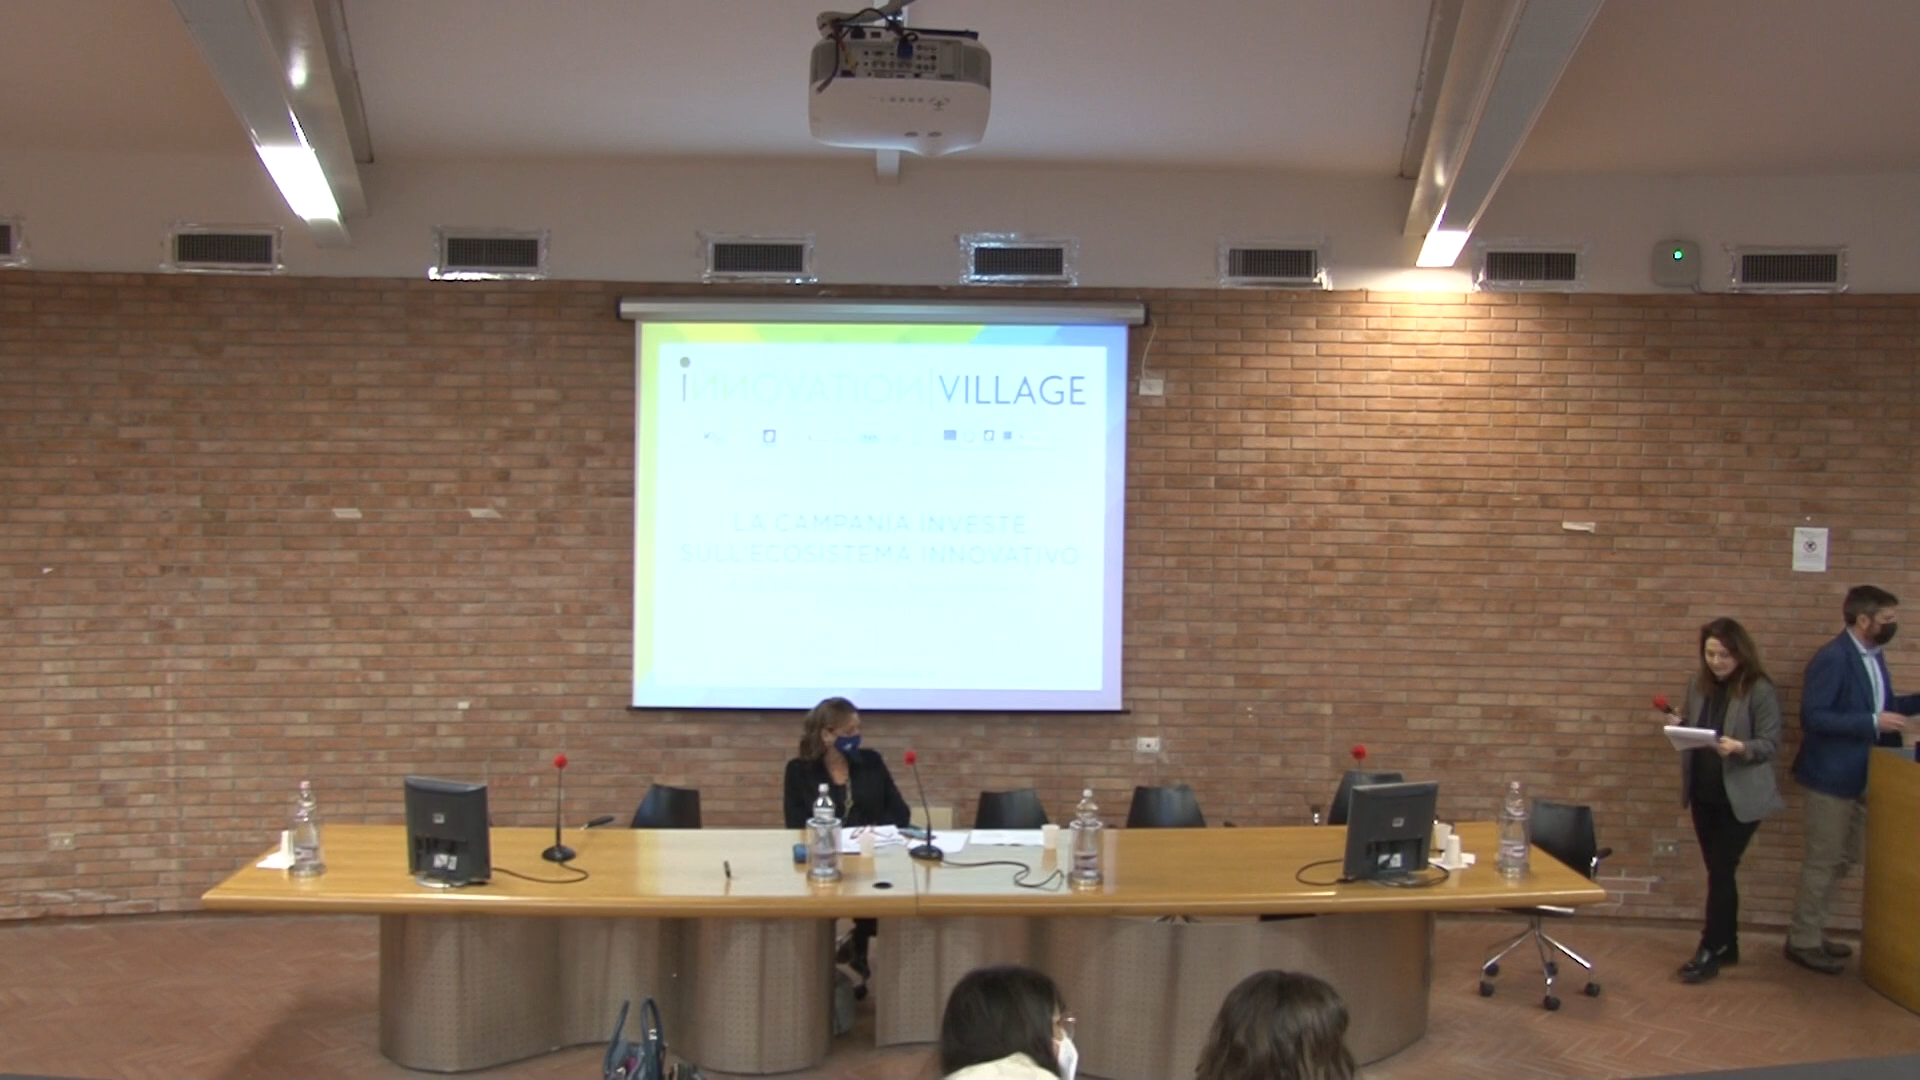 iNNOVATION|VILLAGE
LA CAMPANIA INVESTE
SULL'ECOSISTEMA INNOVATIVO